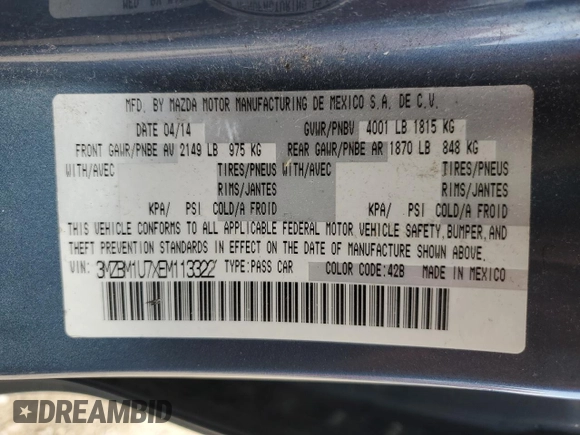 MFD. BY MAZDA MOTOR MANUFACTURING DE MEXICO S.A. DE C.V.
DATE 04/14 GVWR/PNBV 4001 LB 1815 KG
FRONT GAWR/PNBE AV 2149 LB 975 KG REAR GAWR/PNBE AR 1870 LB 848 KG
WITH/AVEC TIRES/PNEUS WITH/AVEC TIRES/PNEUS
RIMS/JANTES RIMS/JANTES
KPA/ PSI COLD/A FROID KPA/ PSI COLD/A FROID
THIS VEHICLE CONFORMS TO ALL APPLICABLE FEDERAL MOTOR VEHICLE SAFETY, BUMPER, AND
THEFT PREVENTION STANDARDS IN EFFECT ON THE DATE OF MANUFACTURE SHOWN ABOVE.
VIN: 3MZBM1U7XEM113322 TYPE:PASS CAR COLOR CODE:42B MADE IN MEXICO
DREAMBID